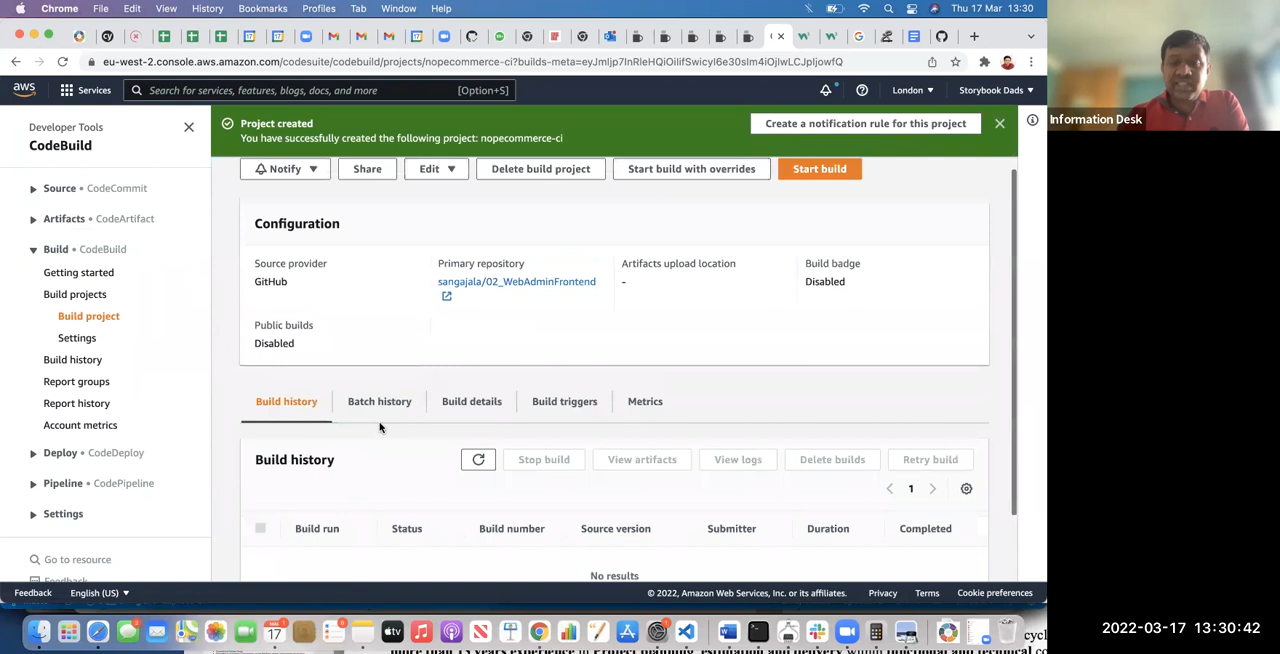 Chrome File Edit View History Bookmarks Profiles Tab Window Help Thu 17 Mar 13:30
eu-west-2.console.aws.amazon.com/codesuite/codebuild/projects/nopecommerce-ci?builds-meta=
aws Services Search for services, features, blogs, docs, and more [Option+S] London ▼ Storybook Dads ▼
Developer Tools
CodeBuild
Source • CodeCommit
Artifacts • CodeArtifact
Build • CodeBuild
Getting started
Build projects
Build project
Settings
Build history
Report groups
Report history
Account metrics
Deploy • CodeDeploy
Pipeline • CodePipeline
Settings
Go to resource
Feedback
Project created
You have successfully created the following project: nopecommerce-ci
Create a notification rule for this project
Notify ▼ Share Edit ▼ Delete build project Start build with overrides Start build
Configuration
Source provider
GitHub
Primary repository
sangajala/02_WebAdminFrontend
Artifacts upload location
-
Build badge
Disabled
Public builds
Disabled
Build history Batch history Build details Build triggers Metrics
Build history
Stop build View artifacts View logs Delete builds Retry build
1
Build run Status Build number Source version Submitter Duration Completed
No results
Feedback English (US) ▼ © 2022, Amazon Web Services, Inc. or its affiliates. Privacy Terms Cookie preferences
Information Desk
2022-03-17 13:30:42